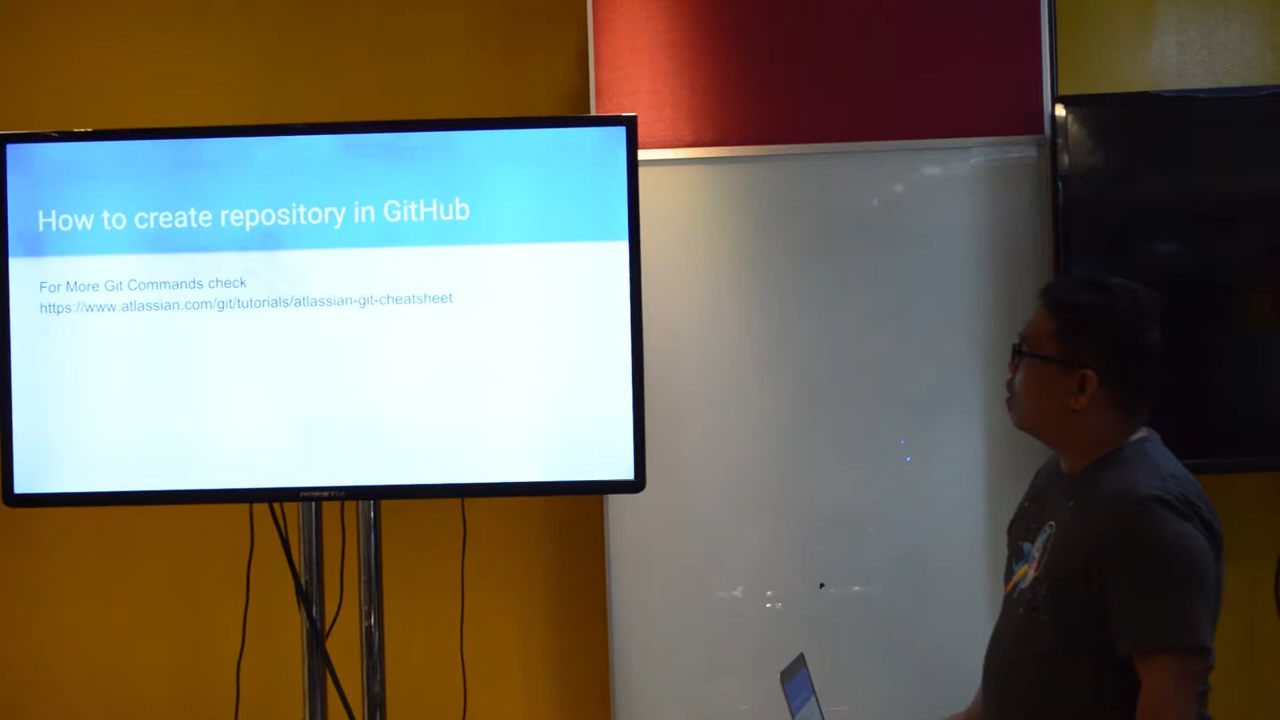 How to create repository in GitHub
For More Git Commands check
https://www.atlassian.com/git/tutorials/atlassian-git-cheatsheet